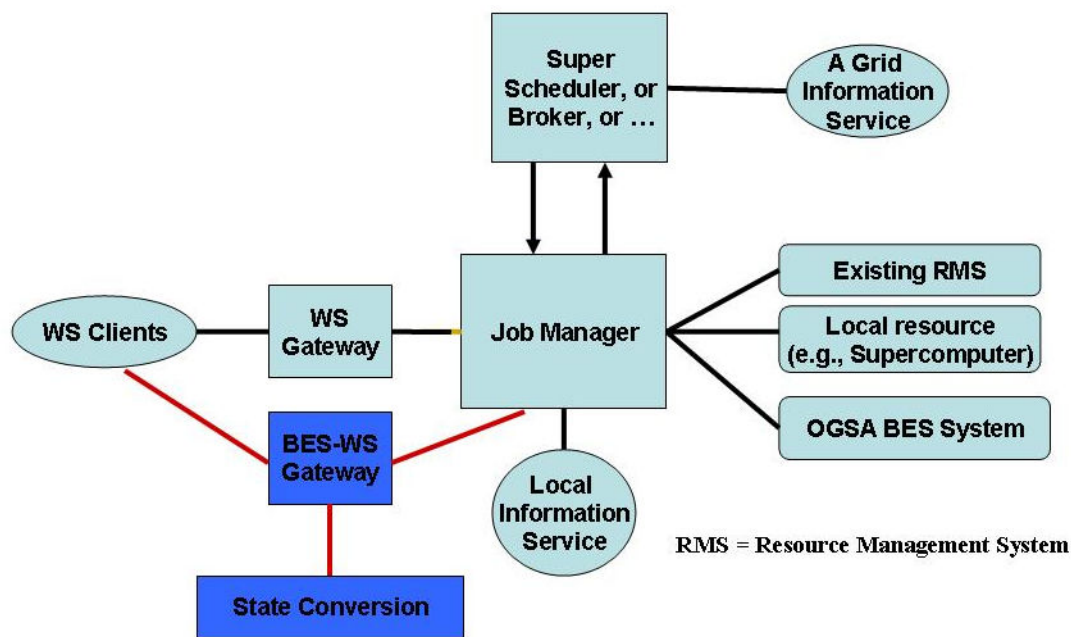 Super
Scheduler, or
Broker, or …
A Grid
Information
Service
Existing RMS
WS Clients
WS
Gateway
Job Manager
Local resource
(e.g., Supercomputer)
BES-WS
Gateway
OGSA BES System
Local
Information
Service
RMS = Resource Management System
State Conversion